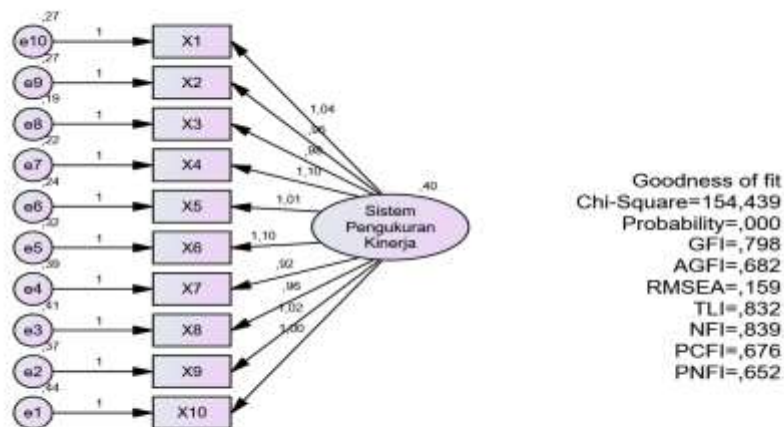 ,27
e10 1 X1
,27
e9 1 X2
,19
e8 1 X3
,22
e7 1 X4
,24
e6 1 X5
,32
e5 1 X6
,39
e4 1 X7
,41
e3 1 X8
,37
e2 1 X9
,44
e1 1 X10
1,04
,96
,98
1,10
1,01
1,10
,92
,96
1,02
1,00
,40
Sistem
Pengukuran
Kinerja
Goodness of fit
Chi-Square=154,439
Probability=,000
GFI=,798
AGFI=,682
RMSEA=,159
TLI=,832
NFI=,839
PCFI=,676
PNFI=,652